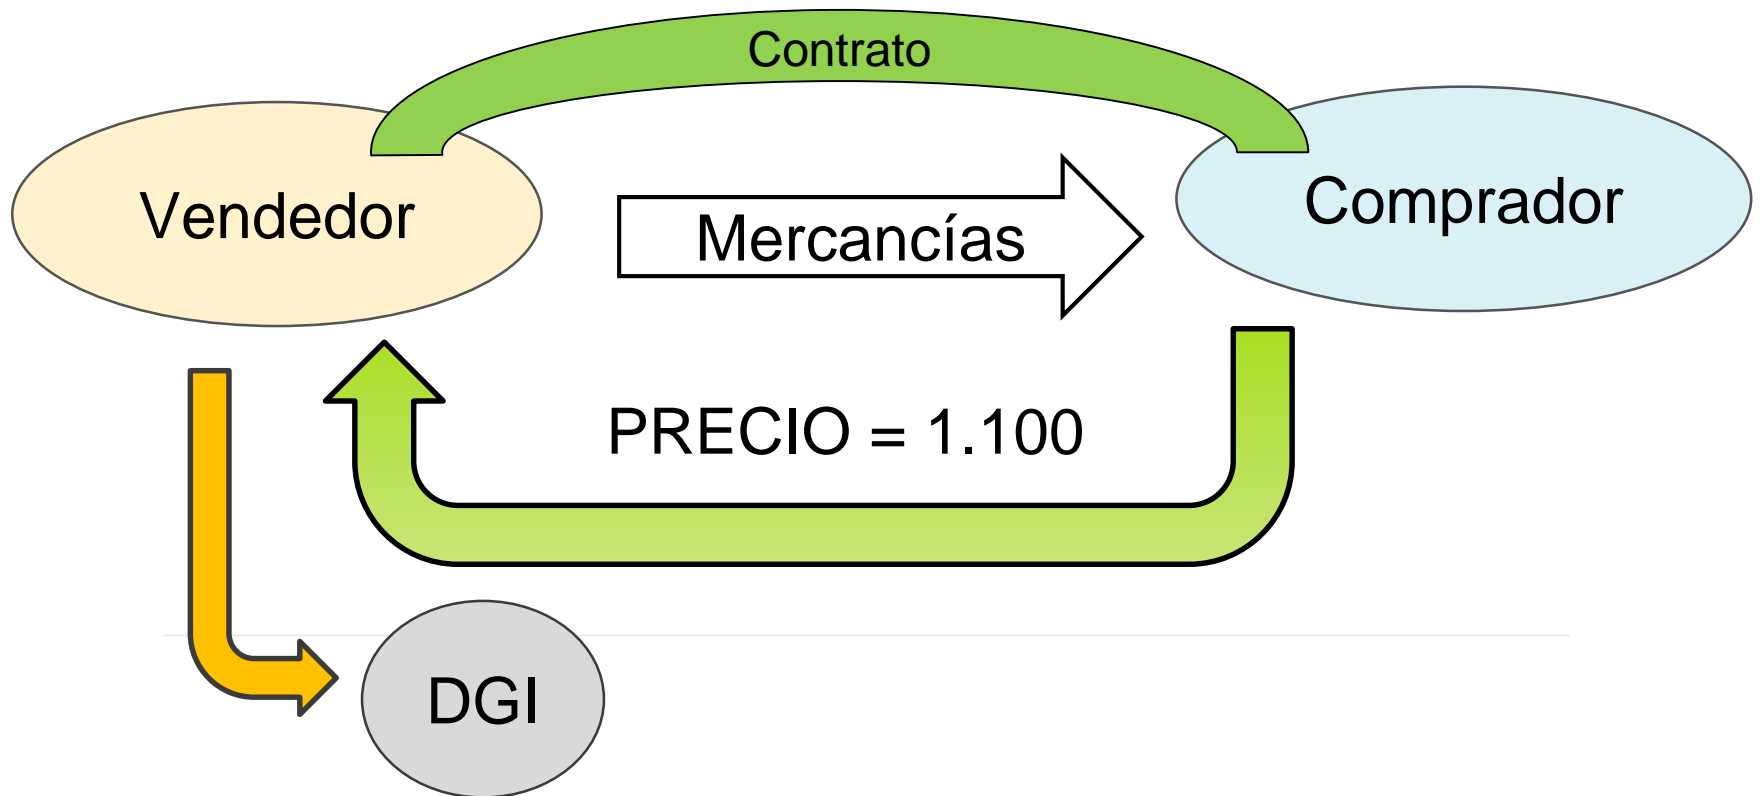 Contrato
Vendedor
Mercancías
Comprador
PRECIO = 1.100
DGI